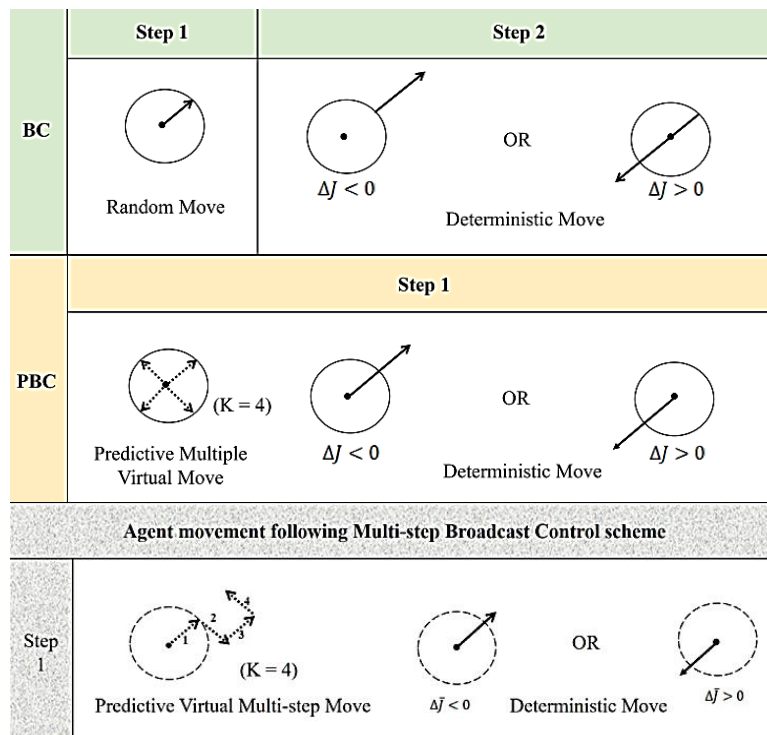 Step 1
Step 2
BC
Random Move
ΔJ < 0
OR
ΔJ > 0
Deterministic Move
Step 1
PBC
(K = 4)
Predictive Multiple
Virtual Move
ΔJ < 0
OR
ΔJ > 0
Deterministic Move
Agent movement following Multi-step Broadcast Control scheme
Step
1
1
2
3
4
(K = 4)
Predictive Virtual Multi-step Move
ΔJ̄ < 0
OR
ΔJ̄ > 0
Deterministic Move